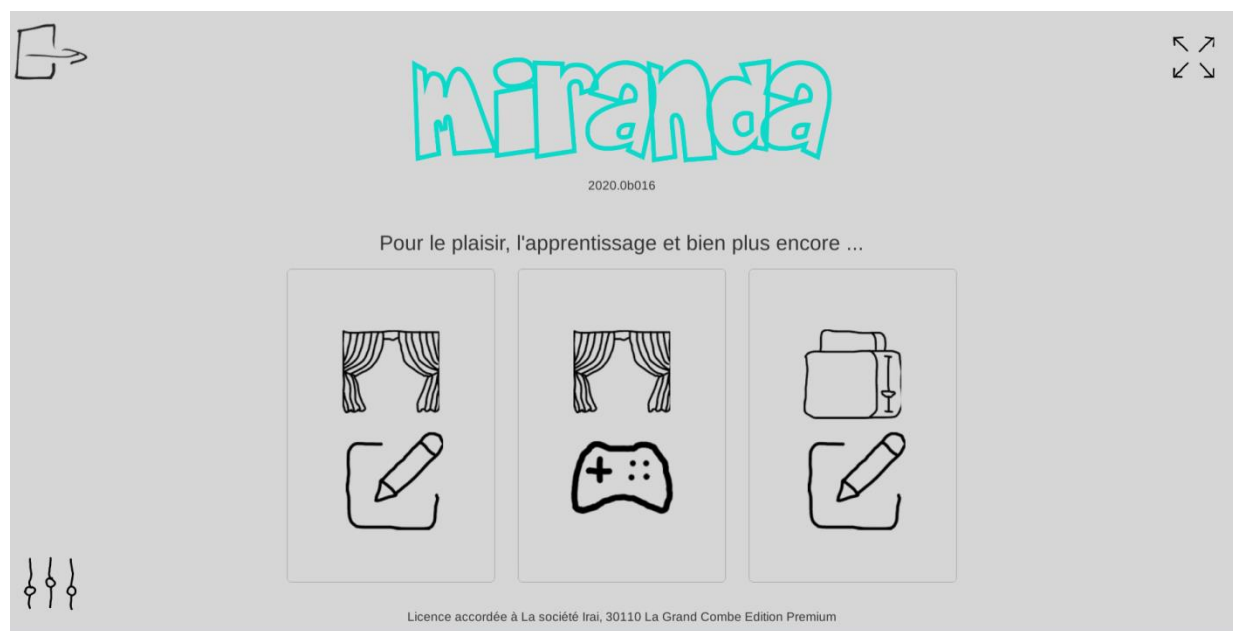 miranda
2020.0b016
Pour le plaisir, l'apprentissage et bien plus encore ...
Licence accordée à La société Irai, 30110 La Grand Combe Edition Premium